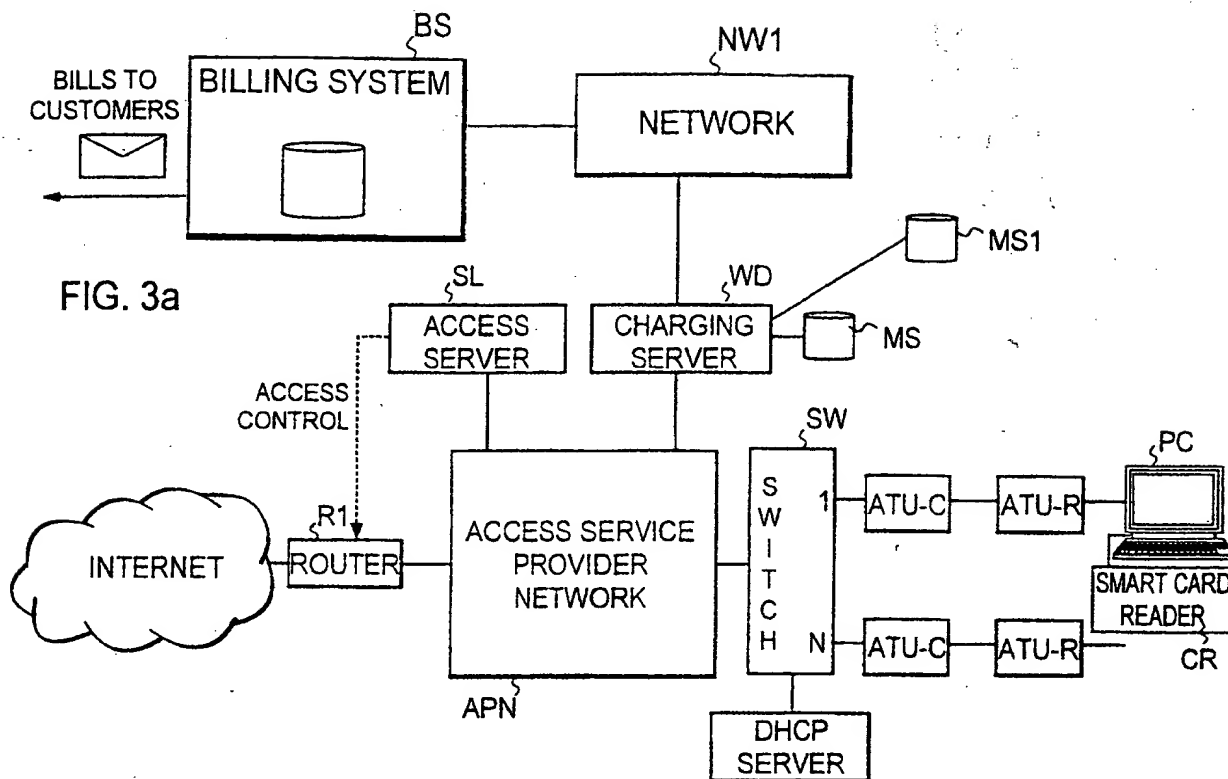 BS
NW1
BILLS TO
CUSTOMERS
BILLING SYSTEM
NETWORK
MS1
FIG. 3a
SL
WD
ACCESS
SERVER
CHARGING
SERVER
MS
ACCESS
CONTROL
SW
PC
R1
INTERNET
ROUTER
ACCESS SERVICE
PROVIDER
NETWORK
SWITCH
1
ATU-C
ATU-R
SMART CARD
READER
N
ATU-C
ATU-R
CR
APN
DHCP
SERVER